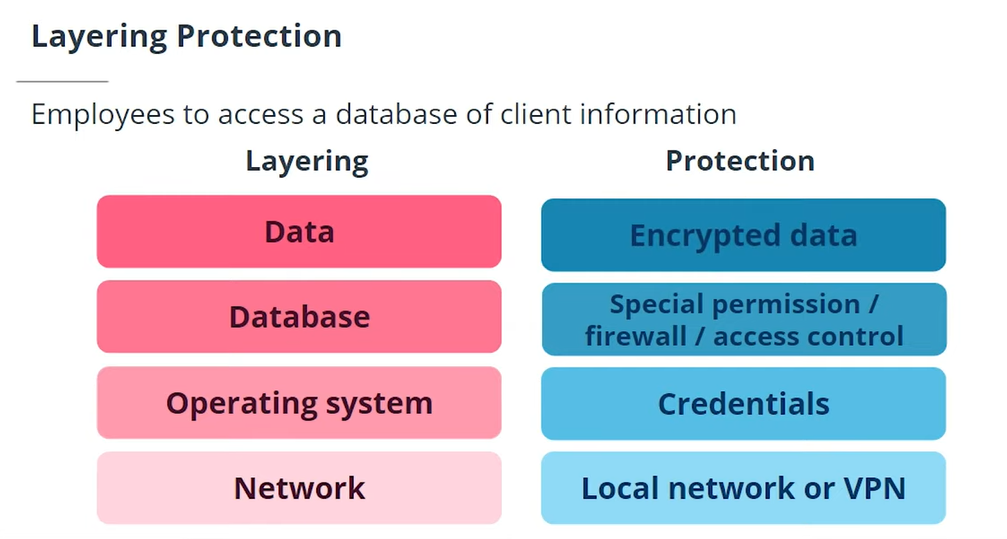 Layering Protection
Employees to access a database of client information
Layering
Protection
Data
Encrypted data
Database
Special permission /
firewall / access control
Operating system
Credentials
Network
Local network or VPN